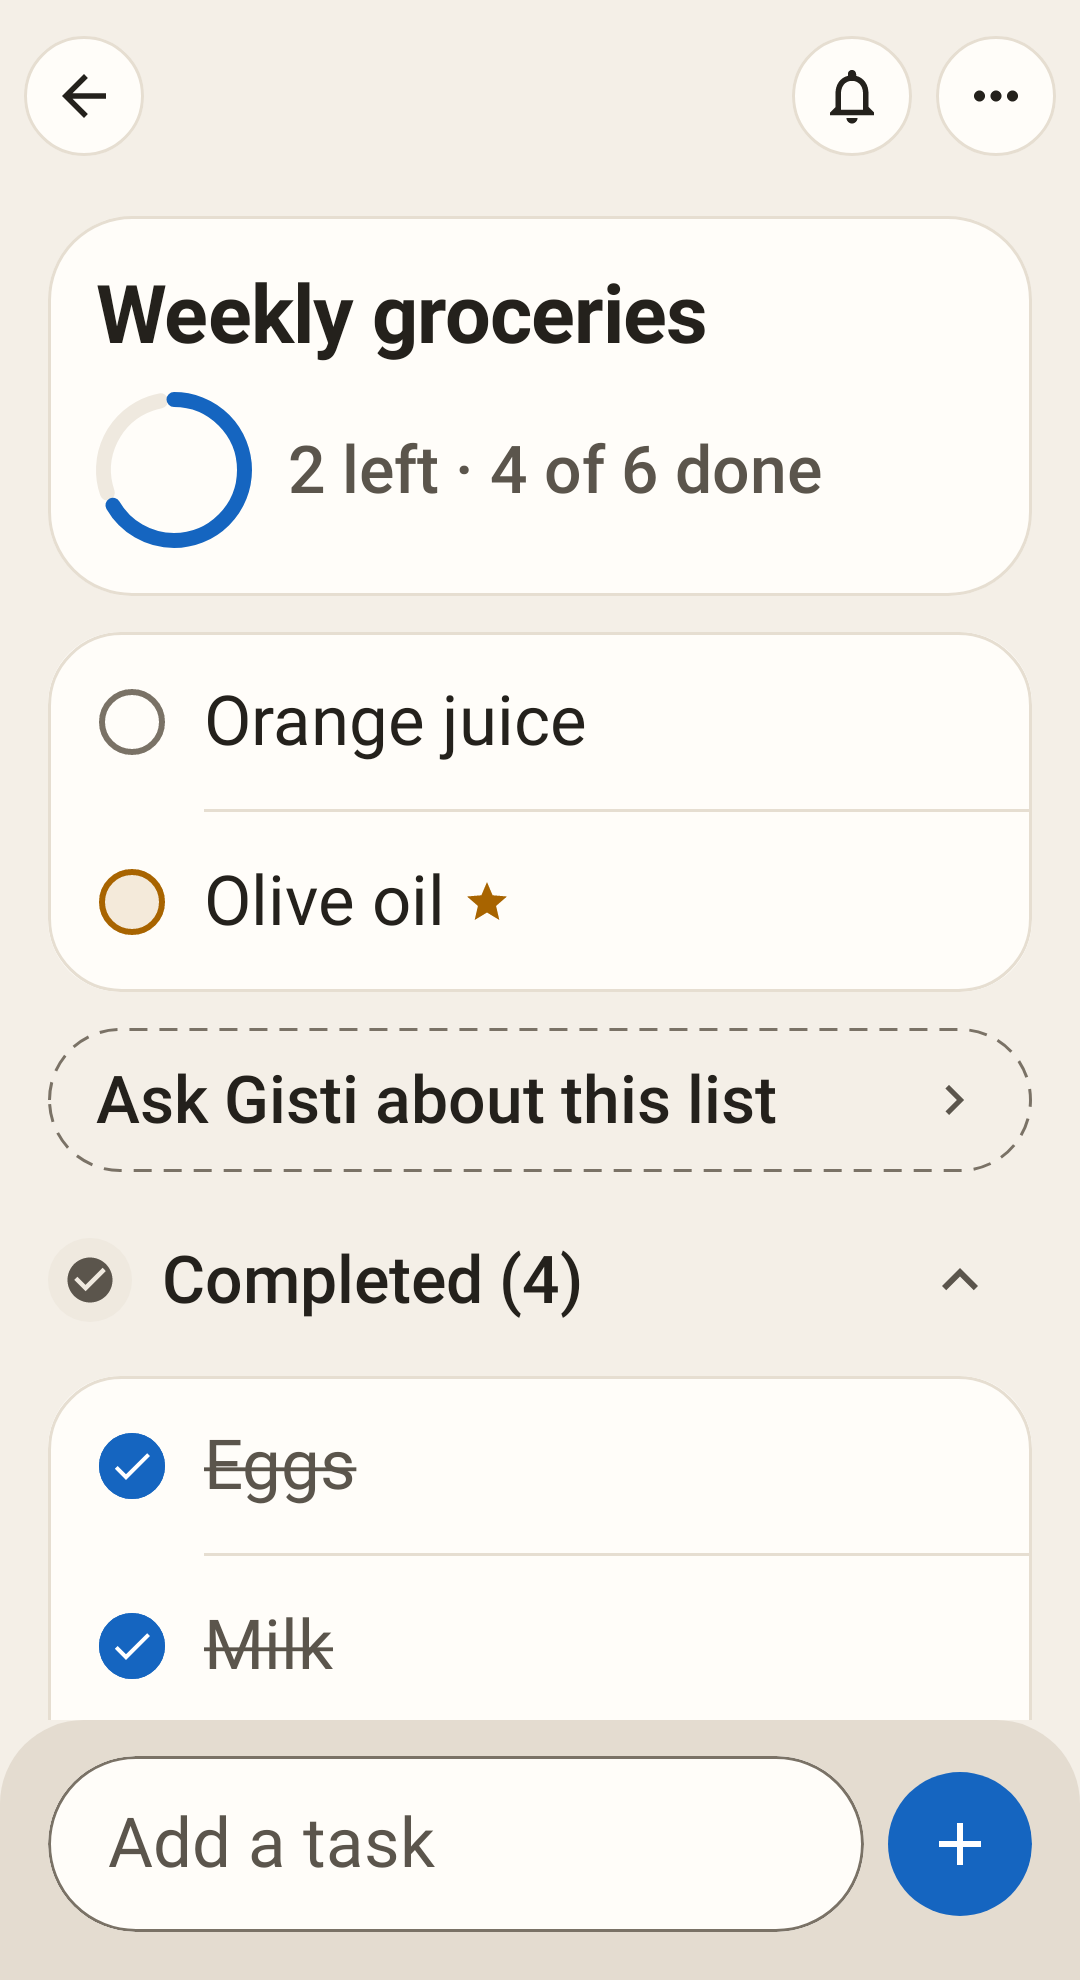 Weekly groceries
2 left · 4 of 6 done
Orange juice
Olive oil
Ask Gisti about this list
Completed (4)
Eggs
Milk
Add a task